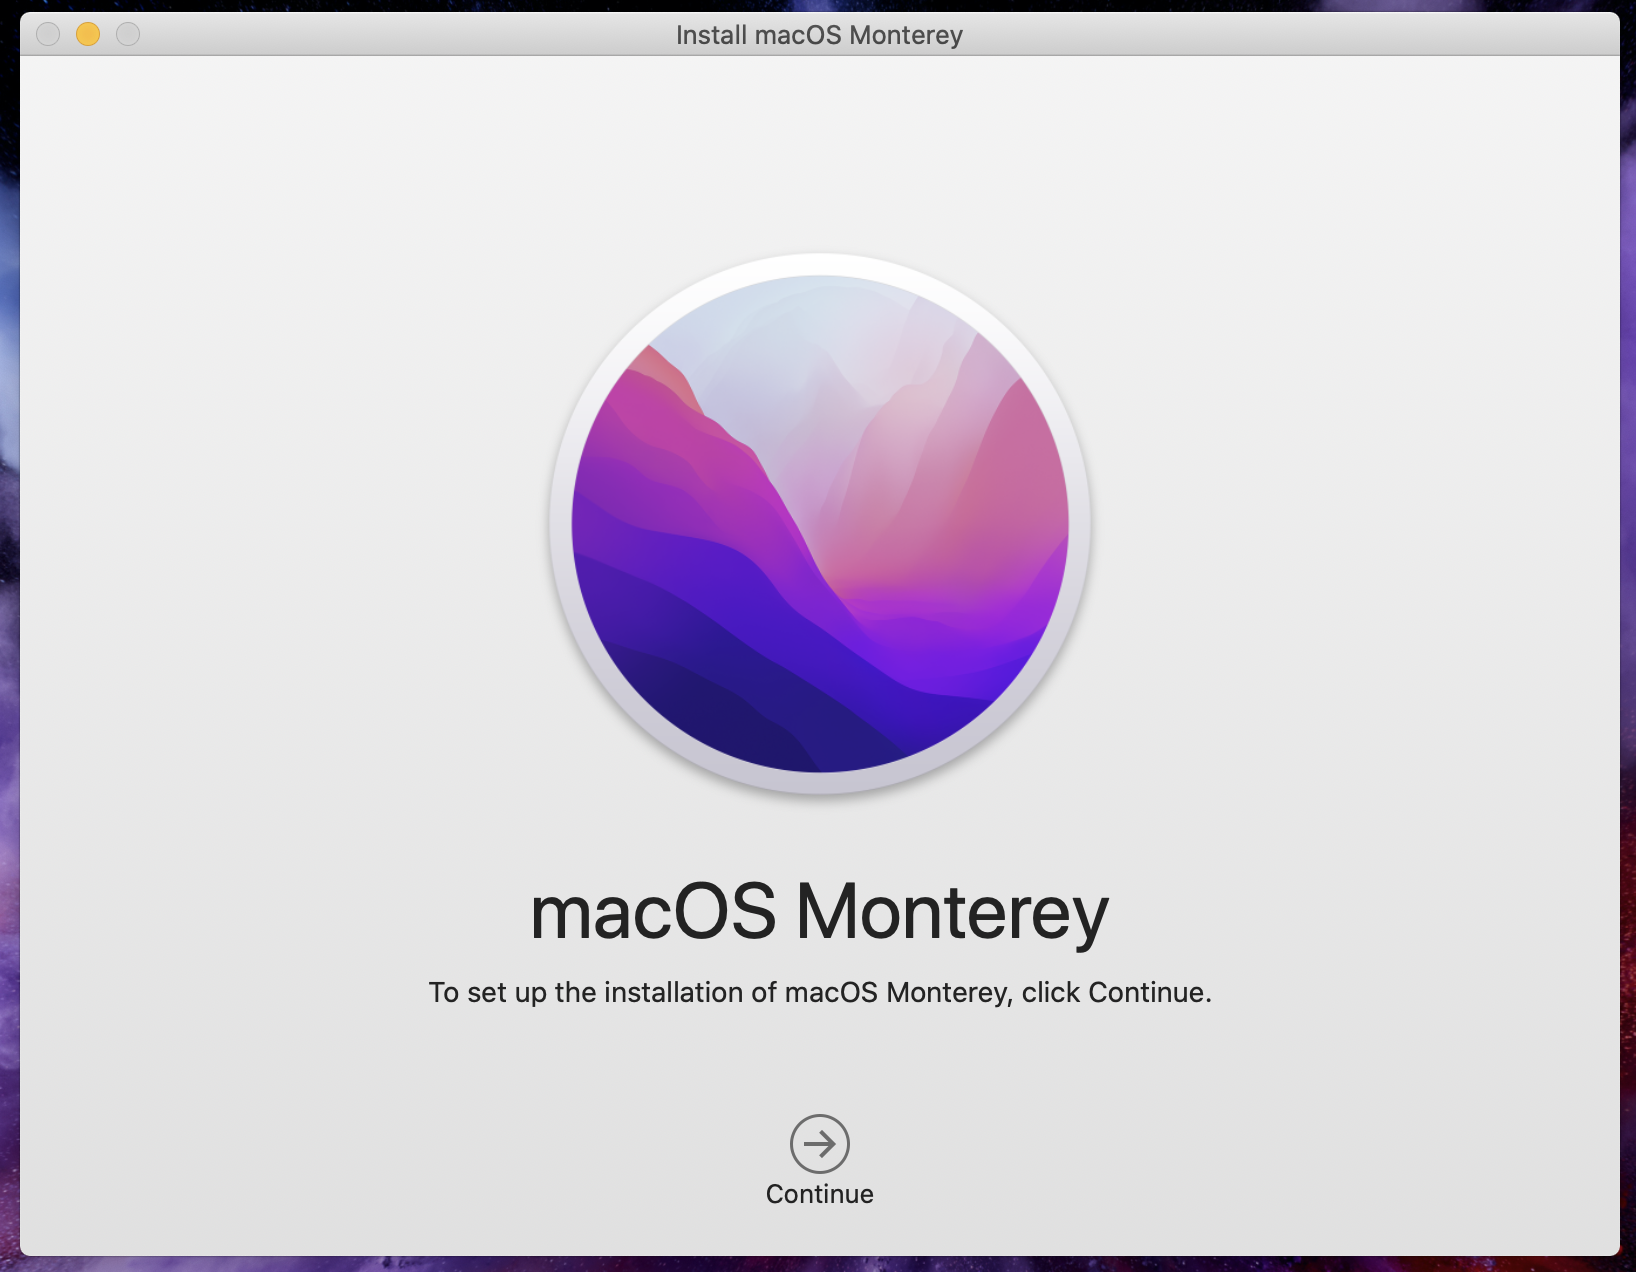 Install macOS Monterey
macOS Monterey
To set up the installation of macOS Monterey, click Continue.
Continue